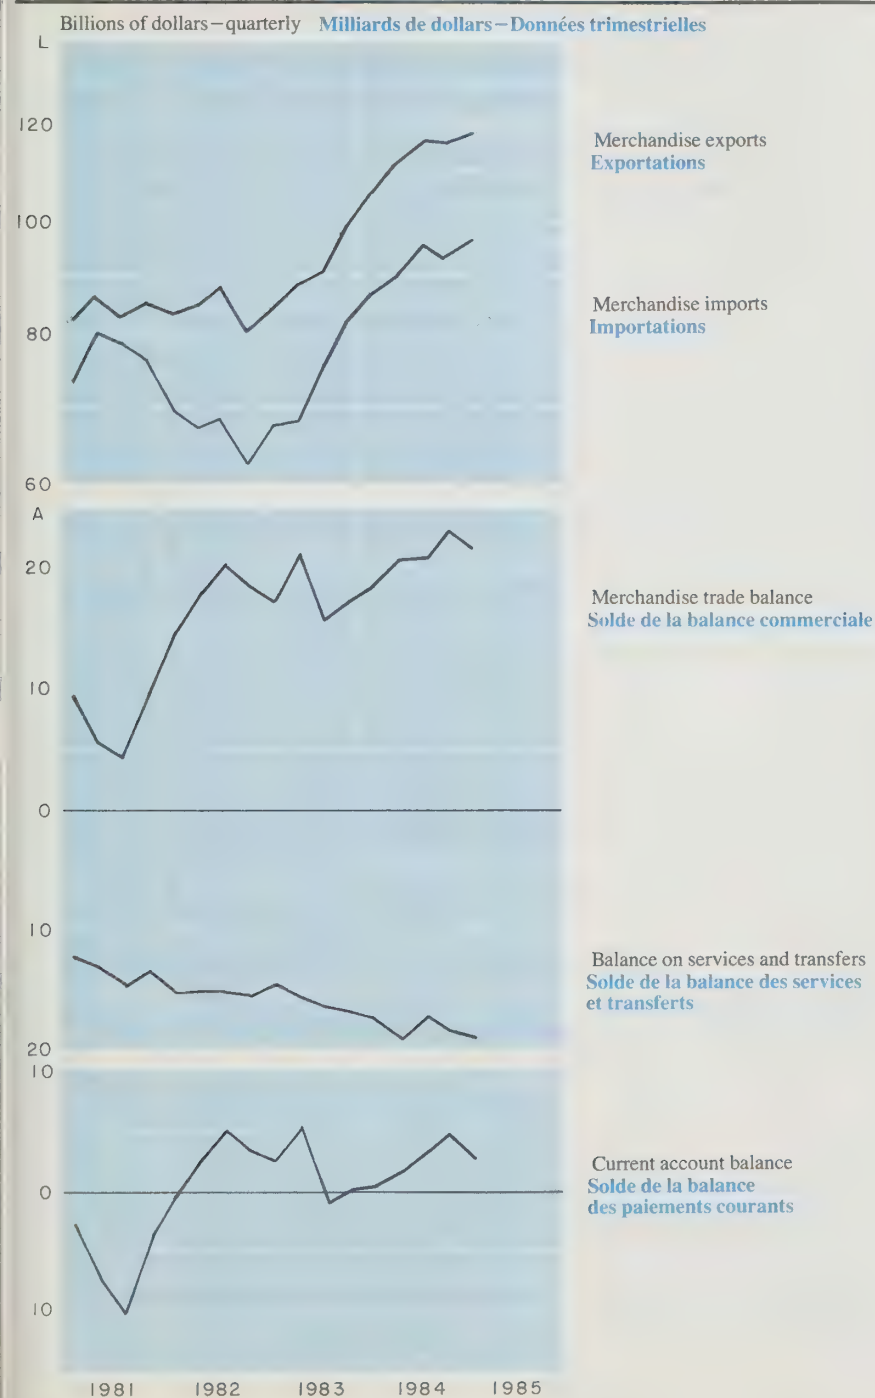 Billions of dollars—quarterly Milliards de dollars—Données trimestrielles
L
120
Merchandise exports
Exportations
100
Merchandise imports
Importations
80
60
A
20
Merchandise trade balance
Solde de la balance commerciale
10
0
10
Balance on services and transfers
Solde de la balance des services
et transferts
20
10
Current account balance
Solde de la balance
des paiements courants
0
10
1981 1982 1983 1984 1985